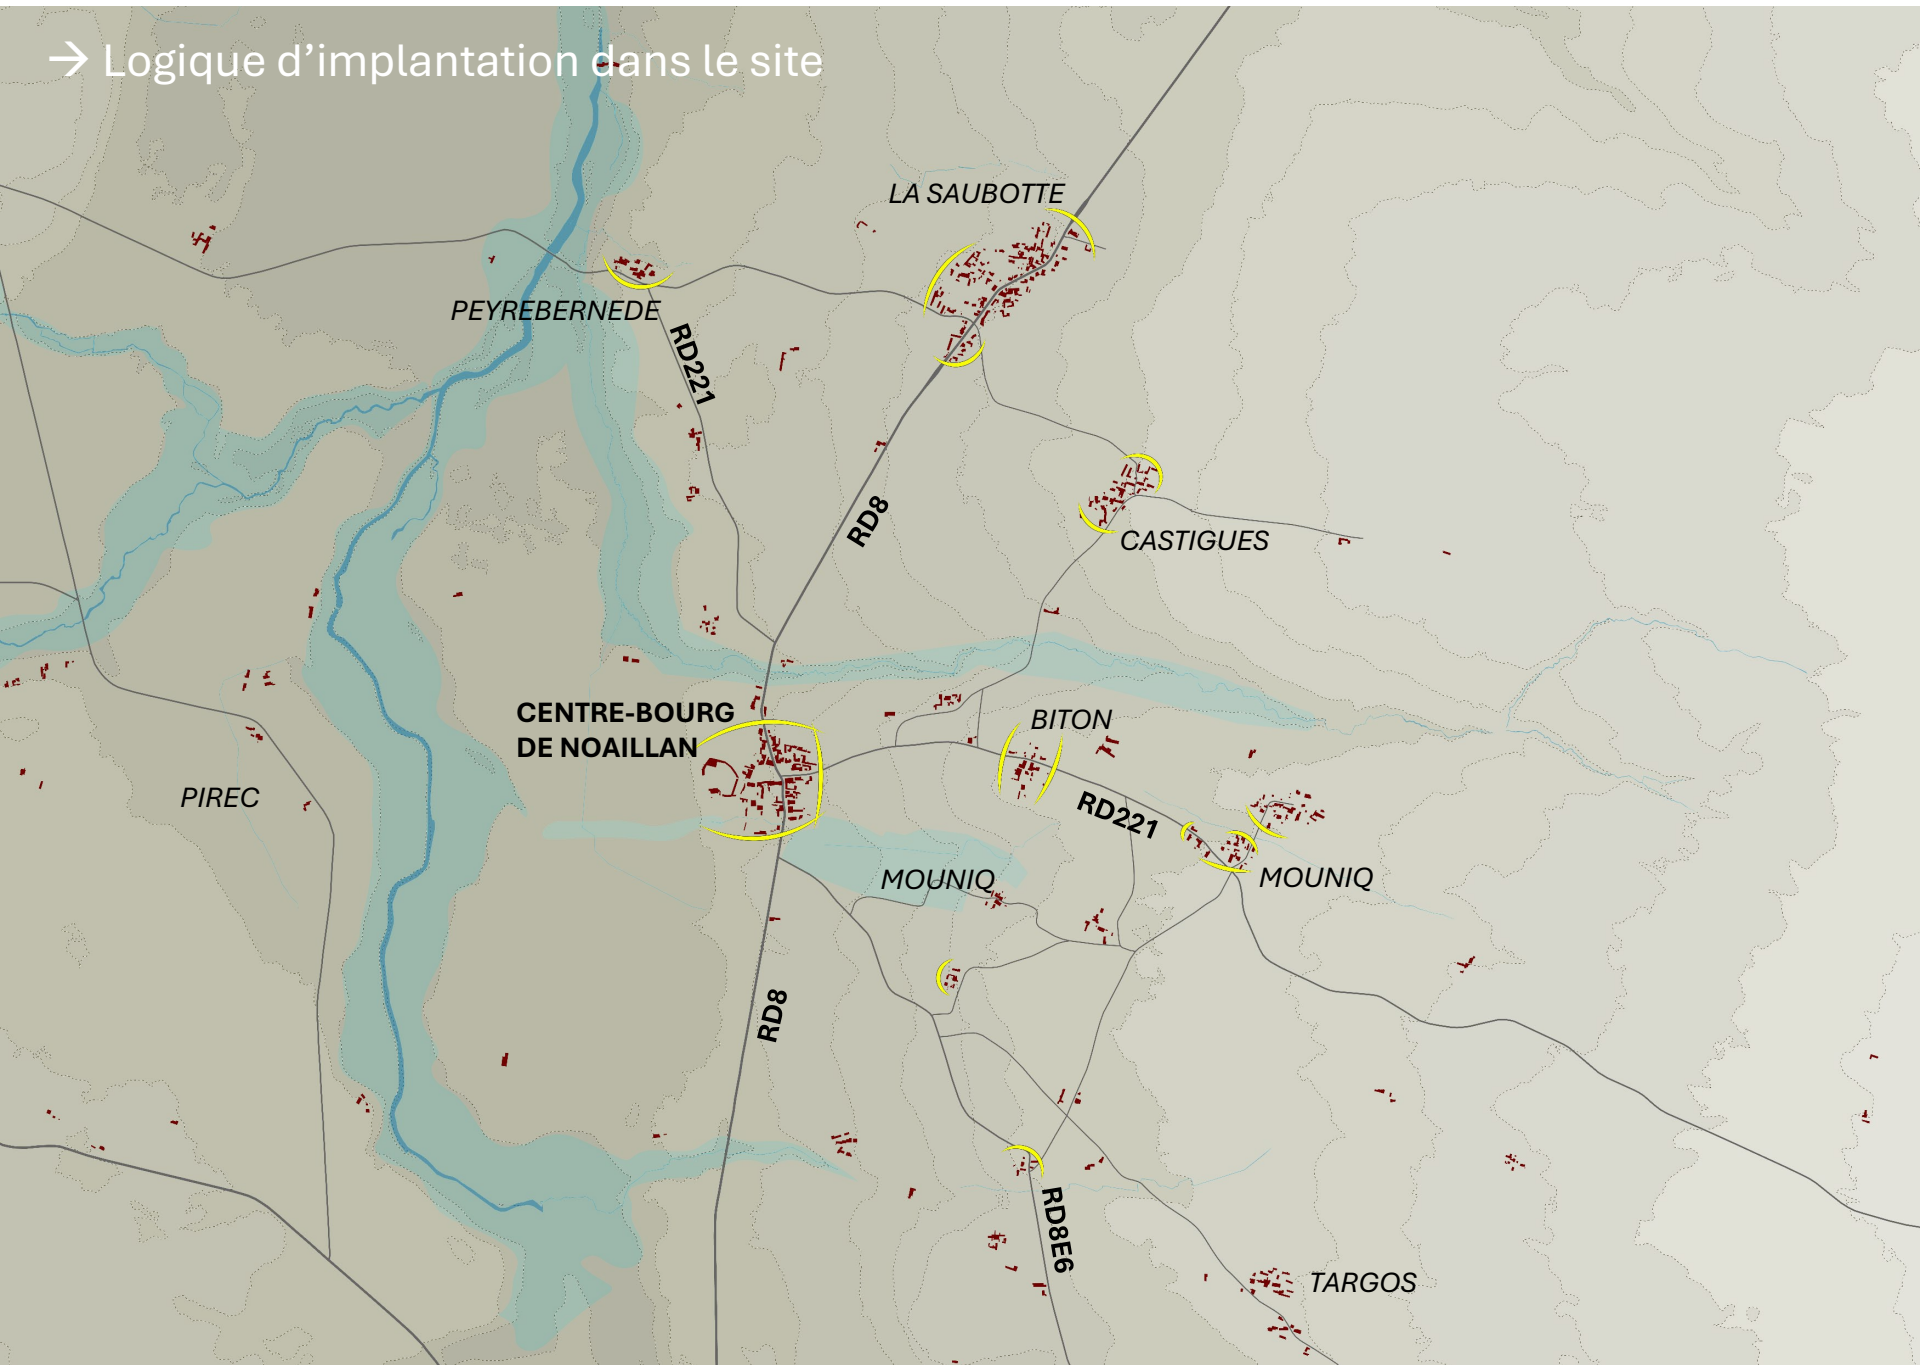 → Logique d’implantation dans le site
LA SAUBOTTE
PEYREBERNEDE
RD221
RD8
CASTIGUES
CENTRE-BOURG
DE NOAILLAN
BITON
PIREC
RD221
MOUNIQ
MOUNIQ
RD8
RD8E6
TARGOS